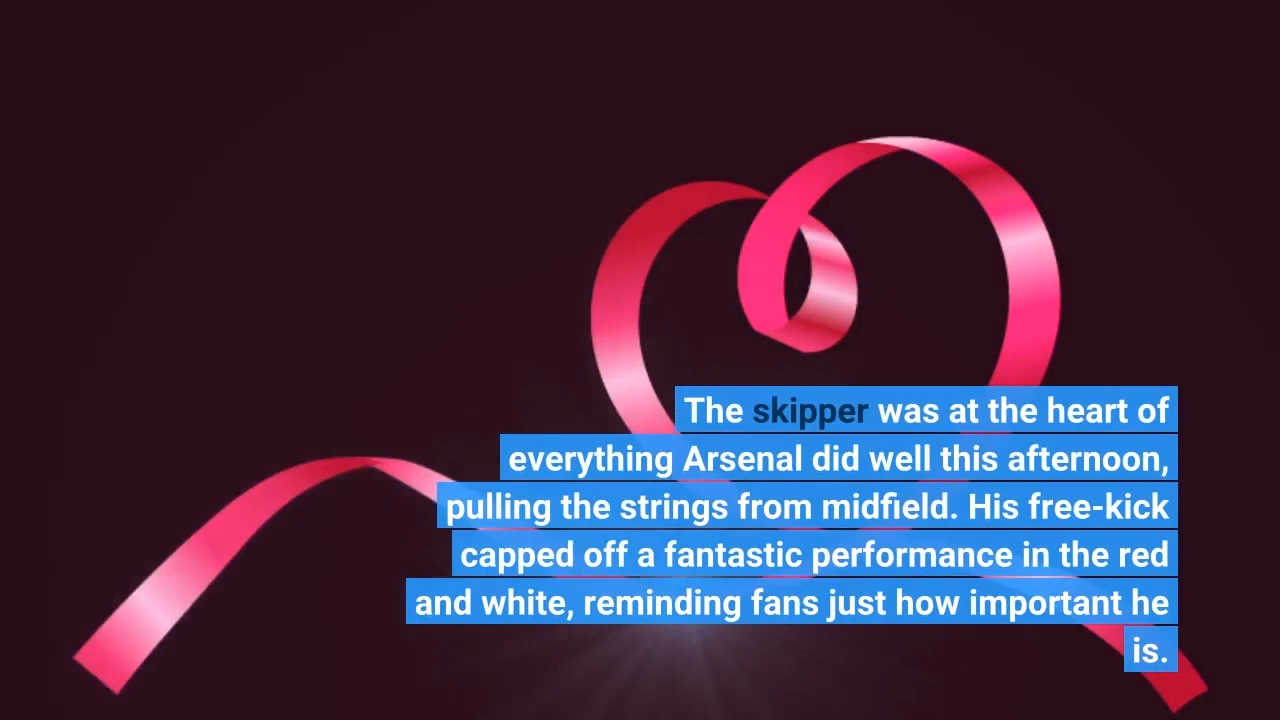 The skipper was at the heart of
everything Arsenal did well this afternoon,
pulling the strings from midfield. His free-kick
capped off a fantastic performance in the red
and white, reminding fans just how important he
is.